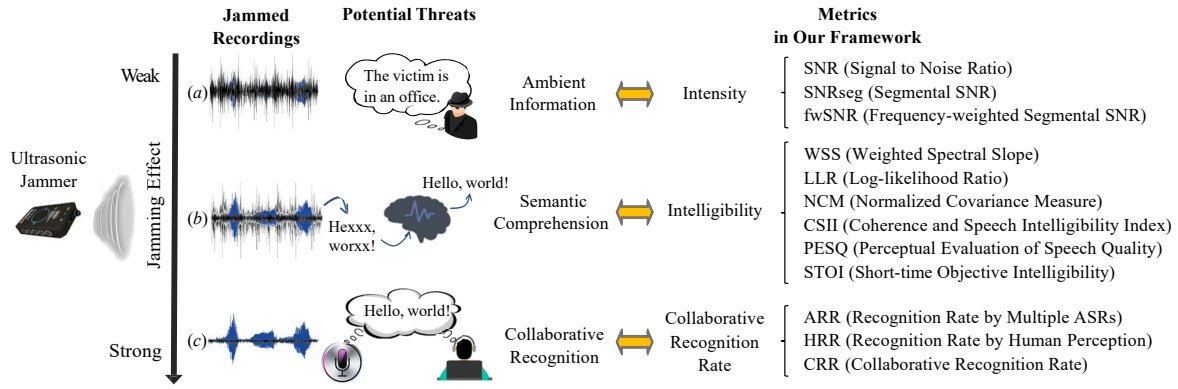 Jammed
Recordings
Potential Threats
Metrics
in Our Framework
Ultrasonic
Jammer
Jamming Effect
Weak
Strong
(a)
The victim is
in an office.
Ambient
Information
Intensity
SNR (Signal to Noise Ratio)
SNRseg (Segmental SNR)
fwSNR (Frequency-weighted Segmental SNR)
(b)
Hexxx,
worxx!
Hello, world!
Semantic
Comprehension
Intelligibility
WSS (Weighted Spectral Slope)
LLR (Log-likelihood Ratio)
NCM (Normalized Covariance Measure)
CSII (Coherence and Speech Intelligibility Index)
PESQ (Perceptual Evaluation of Speech Quality)
STOI (Short-time Objective Intelligibility)
(c)
Hello, world!
Collaborative
Recognition
Collaborative
Recognition
Rate
ARR (Recognition Rate by Multiple ASRs)
HRR (Recognition Rate by Human Perception)
CRR (Collaborative Recognition Rate)